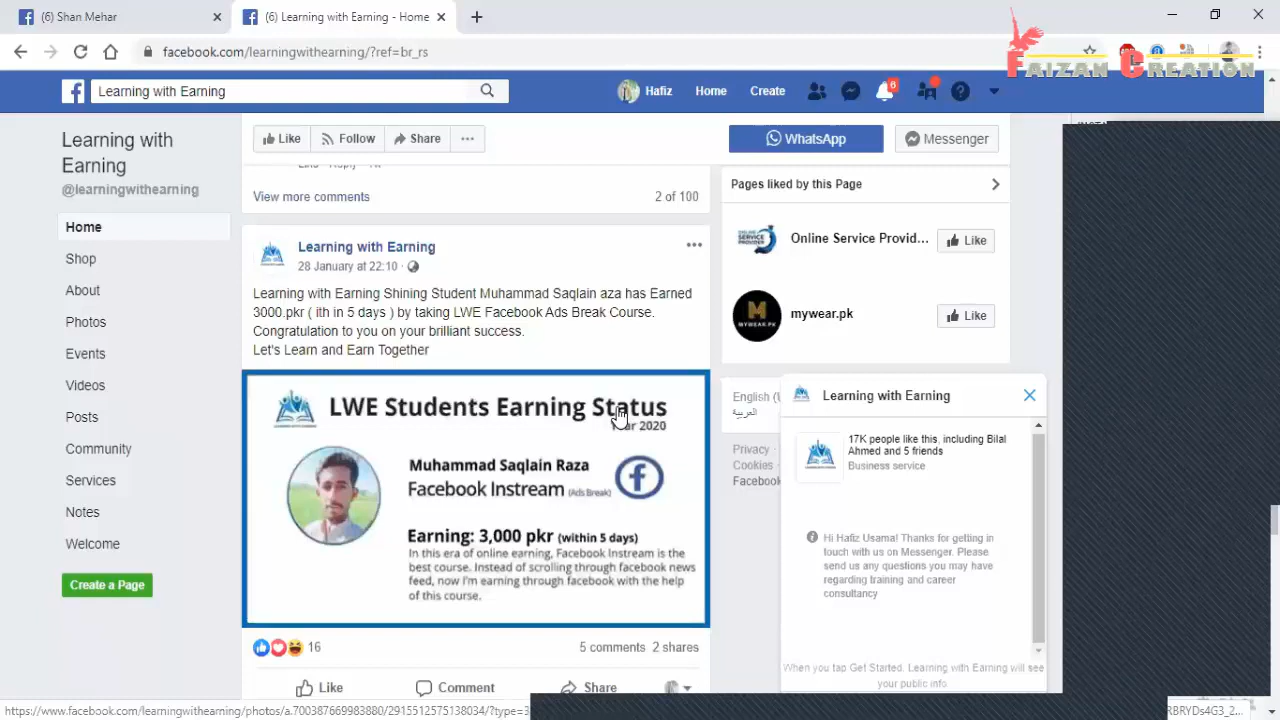 (6) Shan Mehar
(6) Learning with Earning - Home
facebook.com/learningwithearning/?ref=br_rs
FAIZAN CREATION
Learning with Earning
Hafiz
Home
Create
6
Learning with
Earning
@learningwithearning
Home
Shop
About
Photos
Events
Videos
Posts
Community
Services
Notes
Welcome
Create a Page
Like
Follow
Share
WhatsApp
Messenger
View more comments
2 of 100
Learning with Earning
28 January at 22:10 ·
Learning with Earning Shining Student Muhammad Saqlain aza has Earned
3000.pkr ( ith in 5 days ) by taking LWE Facebook Ads Break Course.
Congratulation to you on your brilliant success.
Let's Learn and Earn Together
LWE Students Earning Status
2020
Muhammad Saqlain Raza
Facebook Instream (Ads Break)
Earning: 3,000 pkr (within 5 days)
In this era of online earning, Facebook Instream is the
best course. Instead of scrolling through facebook news
feed, now I'm earning through facebook with the help
of this course.
16
5 comments 2 shares
Like
Comment
Share
Pages liked by this Page
Online Service Provid...
Like
SERVICE
PROVIDER
mywear.pk
Like
M
MYWEAR.PK
English (
العربية
Privacy ·
Cookies ·
Facebook
Learning with Earning
17K people like this, including Bilal
Ahmed and 5 friends
Business service
Hi Hafiz Usama! Thanks for getting in
touch with us on Messenger. Please
send us any questions you may have
regarding training and career
consultancy
When you tap Get Started, Learning with Earning will see
your public info
https://www.facebook.com/learningwithearning/photos/a.700387669983880/2915512575138034/?type=3
RBRYDs4G3_2...